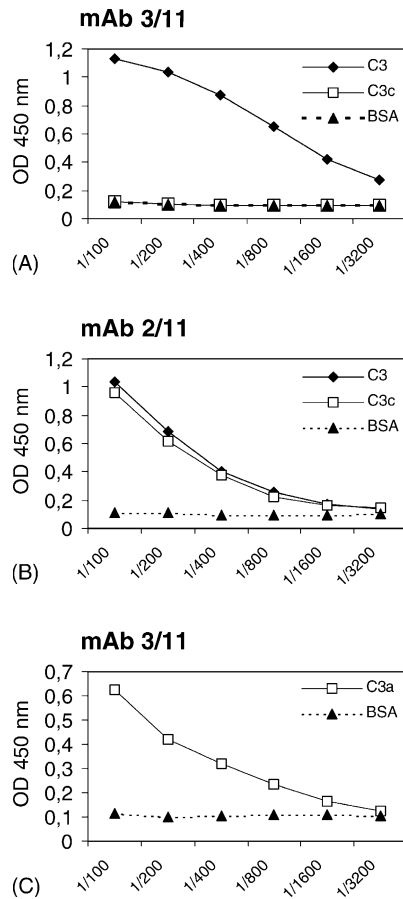 mAb 3/11
1,2
1
0,8
0,6
0,4
0,2
0
OD 450 nm
C3
C3c
BSA
1/100
1/200
1/400
1/800
1/1600
1/3200
(A)
mAb 2/11
1,2
1
0,8
0,6
0,4
0,2
0
OD 450 nm
C3
C3c
BSA
1/100
1/200
1/400
1/800
1/1600
1/3200
(B)
mAb 3/11
0,7
0,6
0,5
0,4
0,3
0,2
0,1
0
OD 450 nm
C3a
BSA
1/100
1/200
1/400
1/800
1/1600
1/3200
(C)